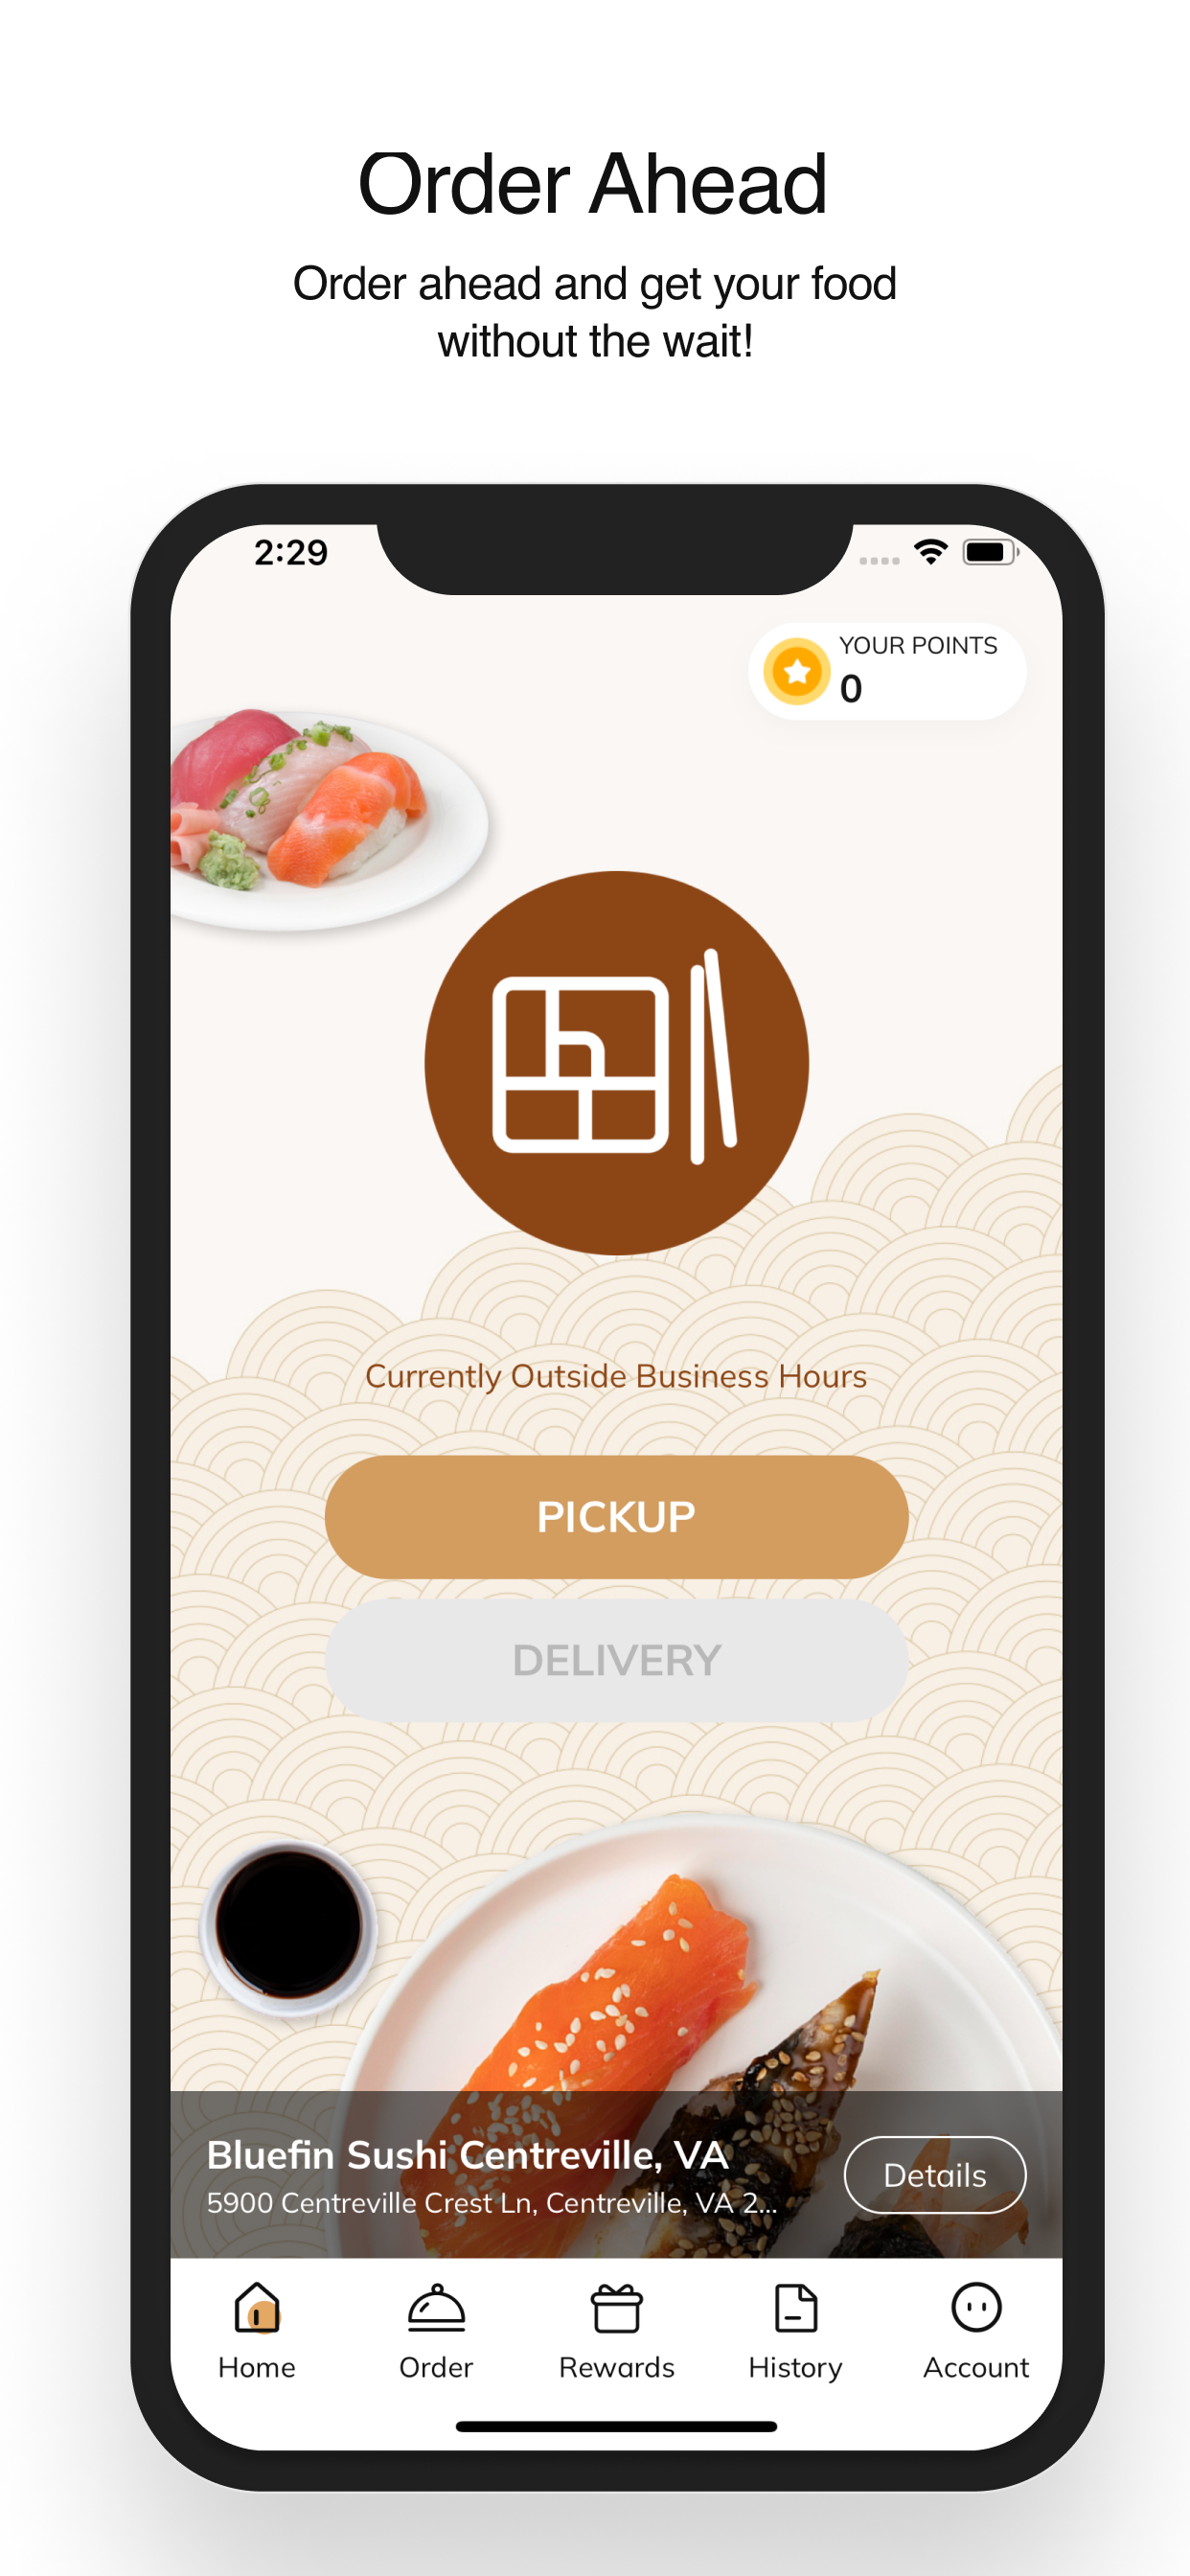 Order Ahead
Order ahead and get your food
without the wait!
2:29
YOUR POINTS
0
Currently Outside Business Hours
PICKUP
DELIVERY
Bluefin Sushi Centreville, VA
5900 Centreville Crest Ln, Centreville, VA 2...
Details
Home
Order
Rewards
History
Account